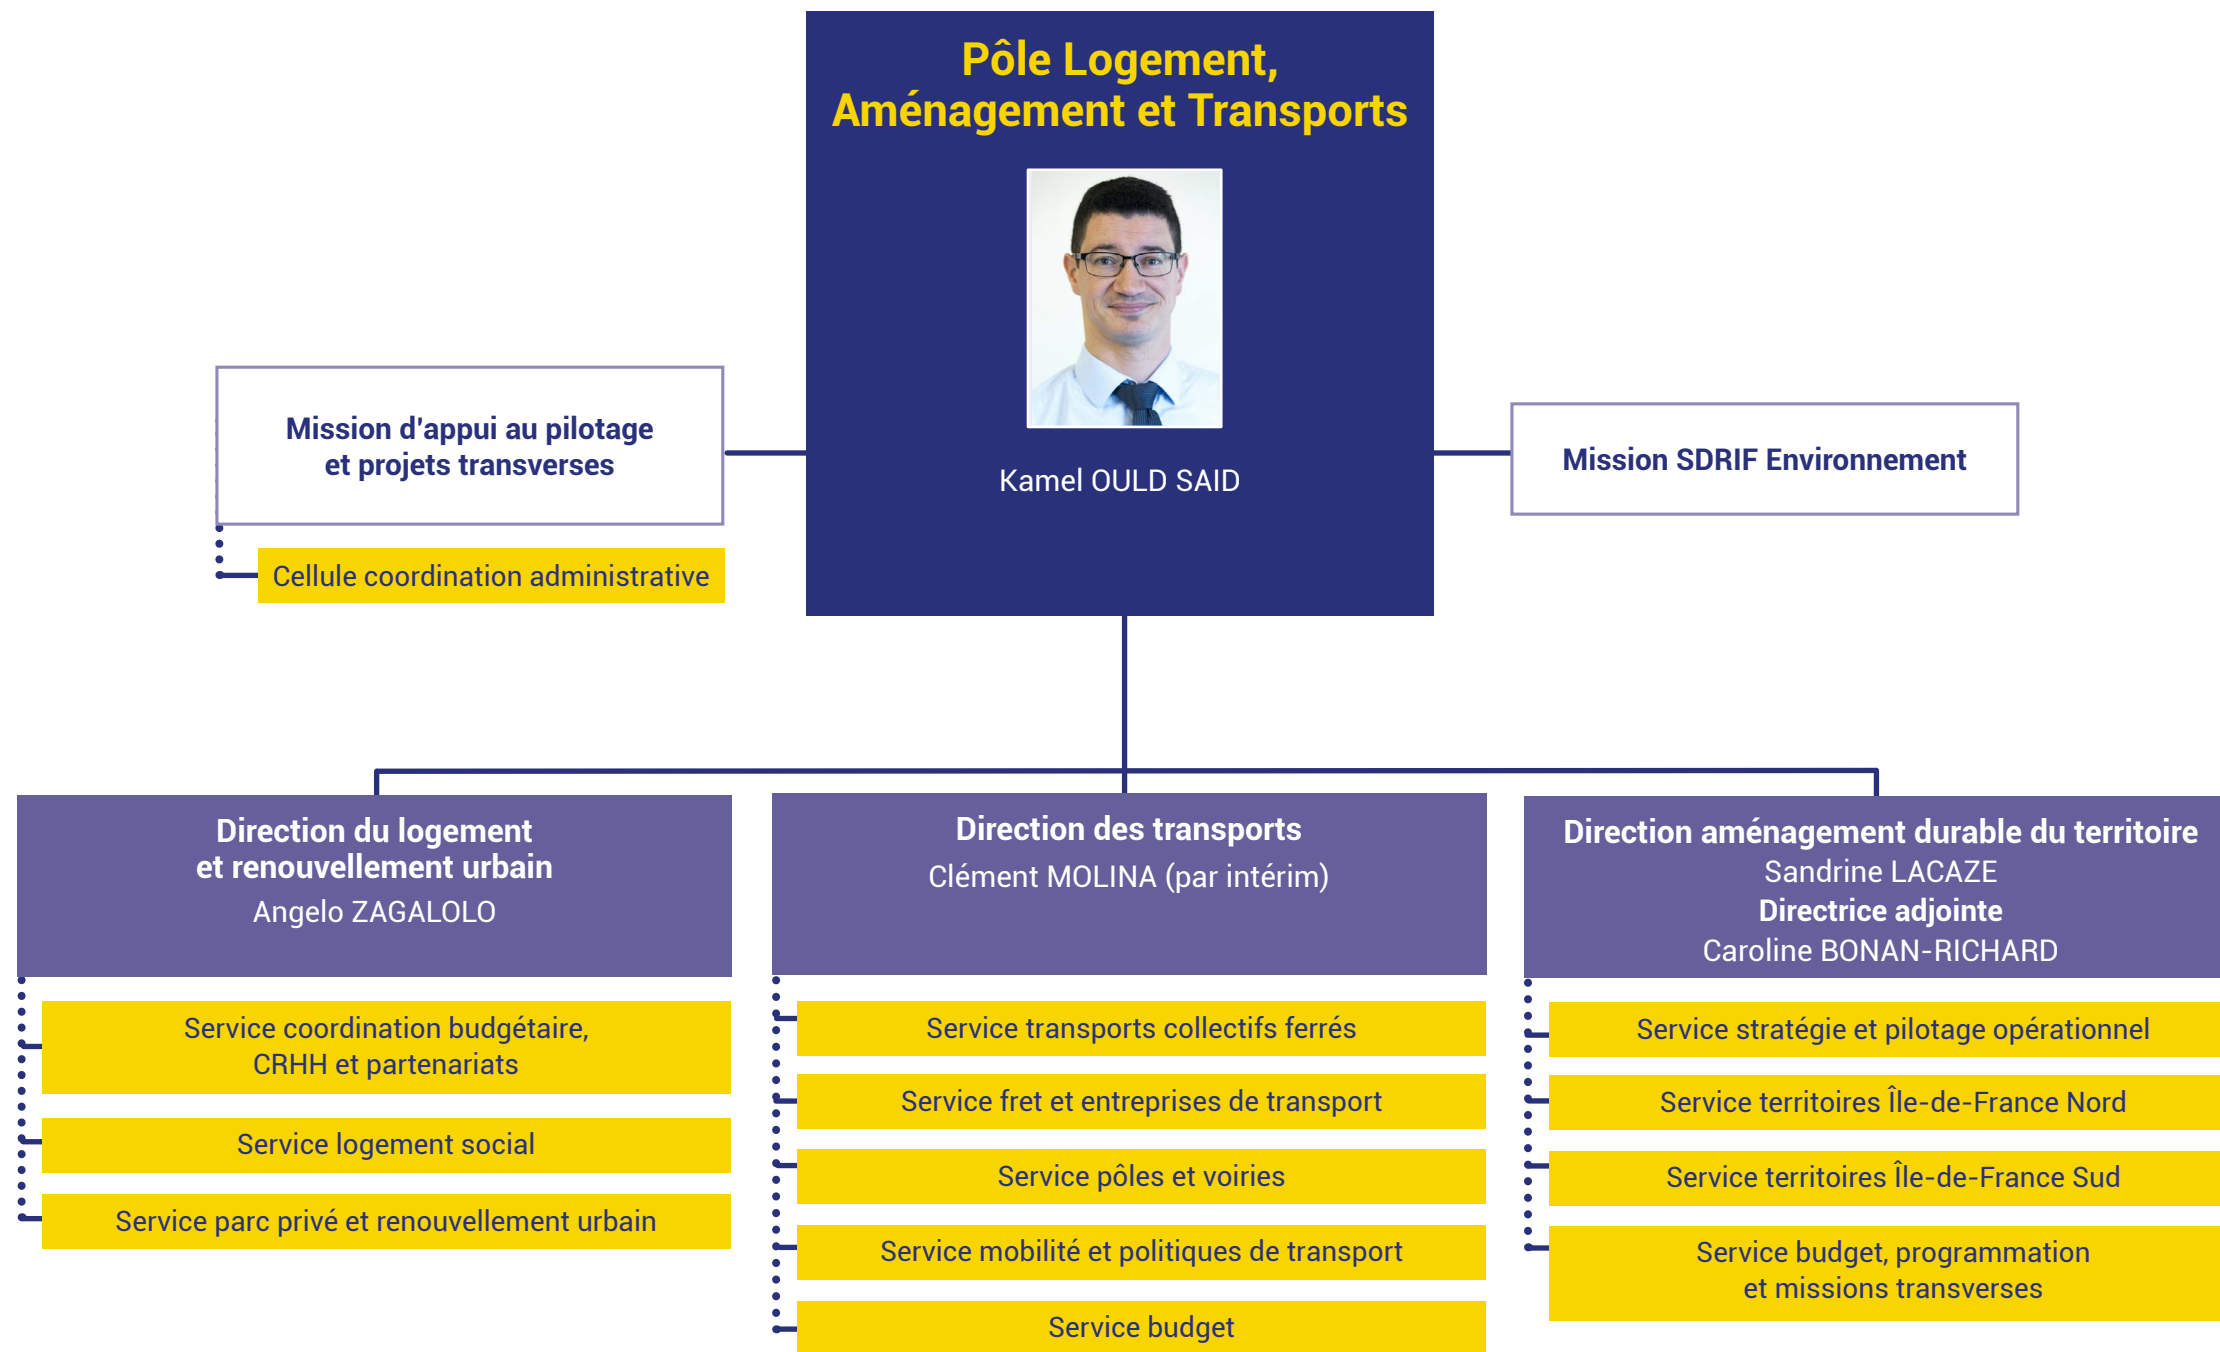 Pôle Logement,
Aménagement et Transports
Kamel OULD SAID
Mission d'appui au pilotage
et projets transverses
Cellule coordination administrative
Mission SDRIF Environnement
Direction du logement
et renouvellement urbain
Angelo ZAGALOLO
Service coordination budgétaire,
CRHH et partenariats
Service logement social
Service parc privé et renouvellement urbain
Direction des transports
Clément MOLINA (par intérim)
Service transports collectifs ferrés
Service fret et entreprises de transport
Service pôles et voiries
Service mobilité et politiques de transport
Service budget
Direction aménagement durable du territoire
Sandrine LACAZE
Directrice adjointe
Caroline BONAN-RICHARD
Service stratégie et pilotage opérationnel
Service territoires Île-de-France Nord
Service territoires Île-de-France Sud
Service budget, programmation
et missions transverses